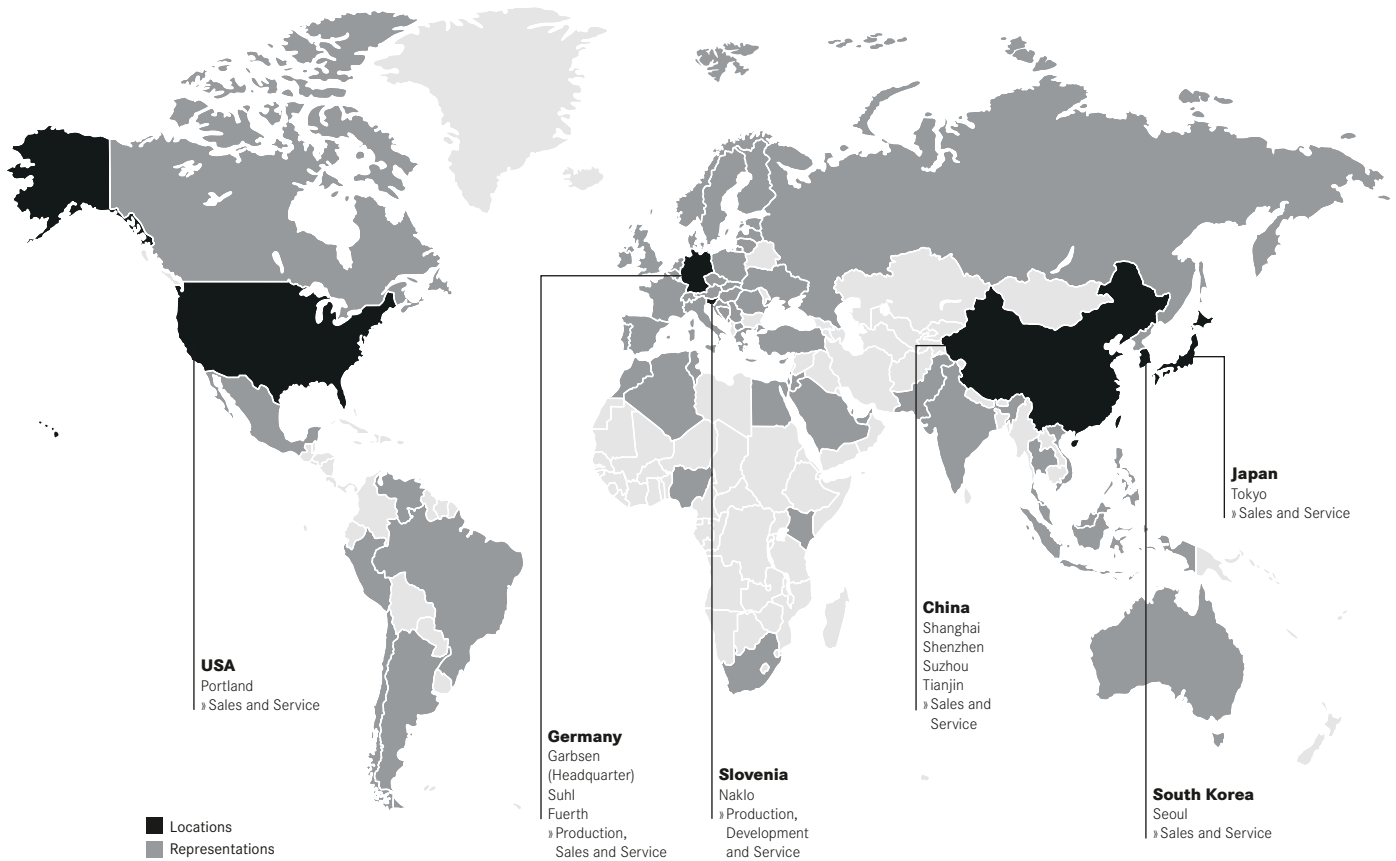 Japan
Tokyo
» Sales and Service
China
Shanghai
Shenzhen
Suzhou
Tianjin
» Sales and
Service
USA
Portland
» Sales and Service
Germany
Garbsen
(Headquarter)
Suhl
Fuerth
» Production,
Sales and Service
Slovenia
Naklo
» Production,
Development
and Service
South Korea
Seoul
» Sales and Service
Locations
Representations